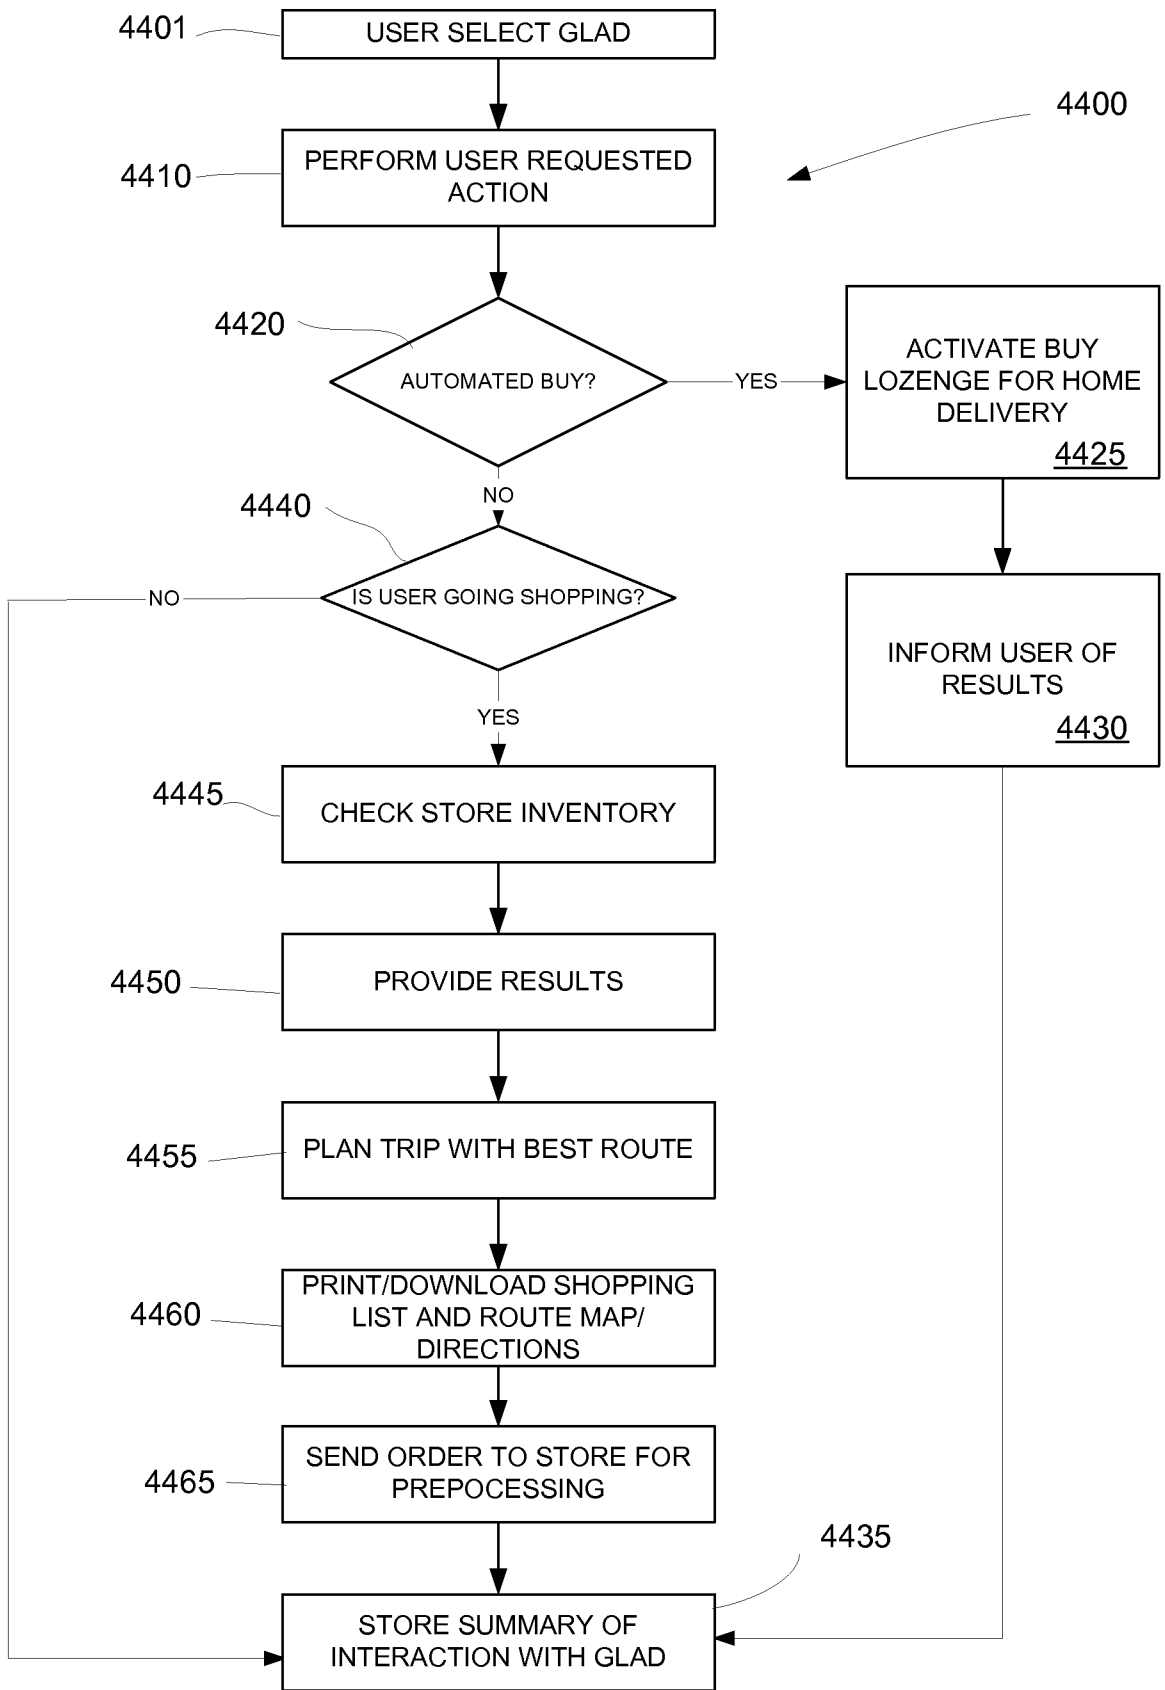 4401
USER SELECT GLAD
4400
4410
PERFORM USER REQUESTED
ACTION
4420
AUTOMATED BUY?
YES
ACTIVATE BUY
LOZENGE FOR HOME
DELIVERY
4425
NO
4440
IS USER GOING SHOPPING?
NO
INFORM USER OF
RESULTS
4430
YES
4445
CHECK STORE INVENTORY
4450
PROVIDE RESULTS
4455
PLAN TRIP WITH BEST ROUTE
4460
PRINT/DOWNLOAD SHOPPING
LIST AND ROUTE MAP/
DIRECTIONS
4465
SEND ORDER TO STORE FOR
PREPOCESSING
4435
STORE SUMMARY OF
INTERACTION WITH GLAD